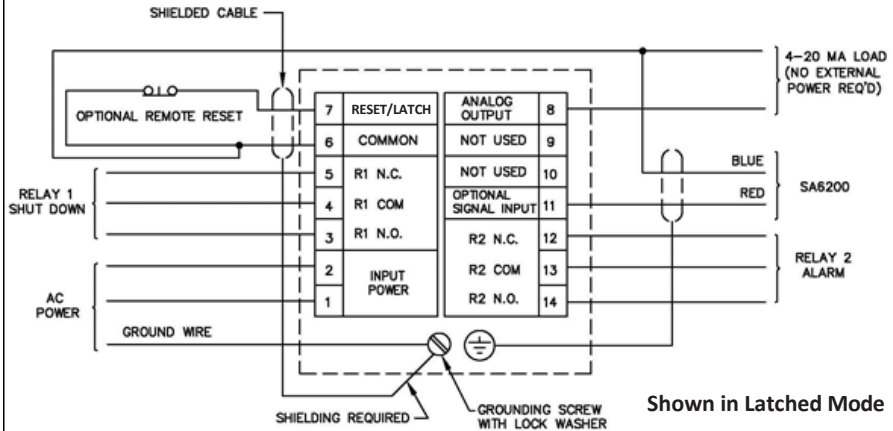 SHIELDED CABLE
4-20 MA LOAD
(NO EXTERNAL
POWER REQ'D)
OPTIONAL REMOTE RESET
7 RESET/LATCH
6 COMMON
5 R1 N.C.
4 R1 COM
3 R1 N.O.
2
1
INPUT
POWER
ANALOG
OUTPUT 8
NOT USED 9
NOT USED 10
OPTIONAL
SIGNAL INPUT 11
R2 N.C. 12
R2 COM 13
R2 N.O. 14
BLUE
RED
SA6200
RELAY 1
SHUT DOWN
RELAY 2
ALARM
AC
POWER
GROUND WIRE
SHIELDING REQUIRED
GROUNDING SCREW
WITH LOCK WASHER
Shown in Latched Mode